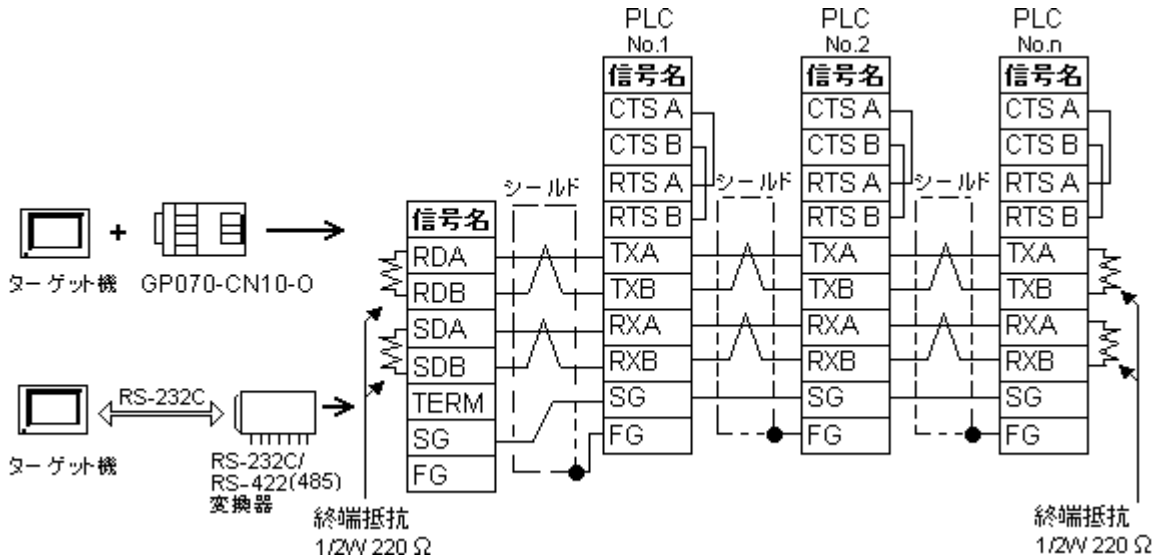 PLC
No.1
PLC
No.2
PLC
No.n
信号名
CTS A
CTS B
RTS A
RTS B
TXA
TXB
RXA
RXB
SG
FG
信号名
CTS A
CTS B
RTS A
RTS B
TXA
TXB
RXA
RXB
SG
FG
信号名
CTS A
CTS B
RTS A
RTS B
TXA
TXB
RXA
RXB
SG
FG
シールド
シールド
シールド
信号名
RDA
RDB
SDA
SDB
TERM
SG
FG
+
ターゲット機
GP070-CN10-O
RS-232C
ターゲット機
RS-232C/
RS-422(485)
変換器
終端抵抗
1/2W 220 Ω
終端抵抗
1/2W 220 Ω